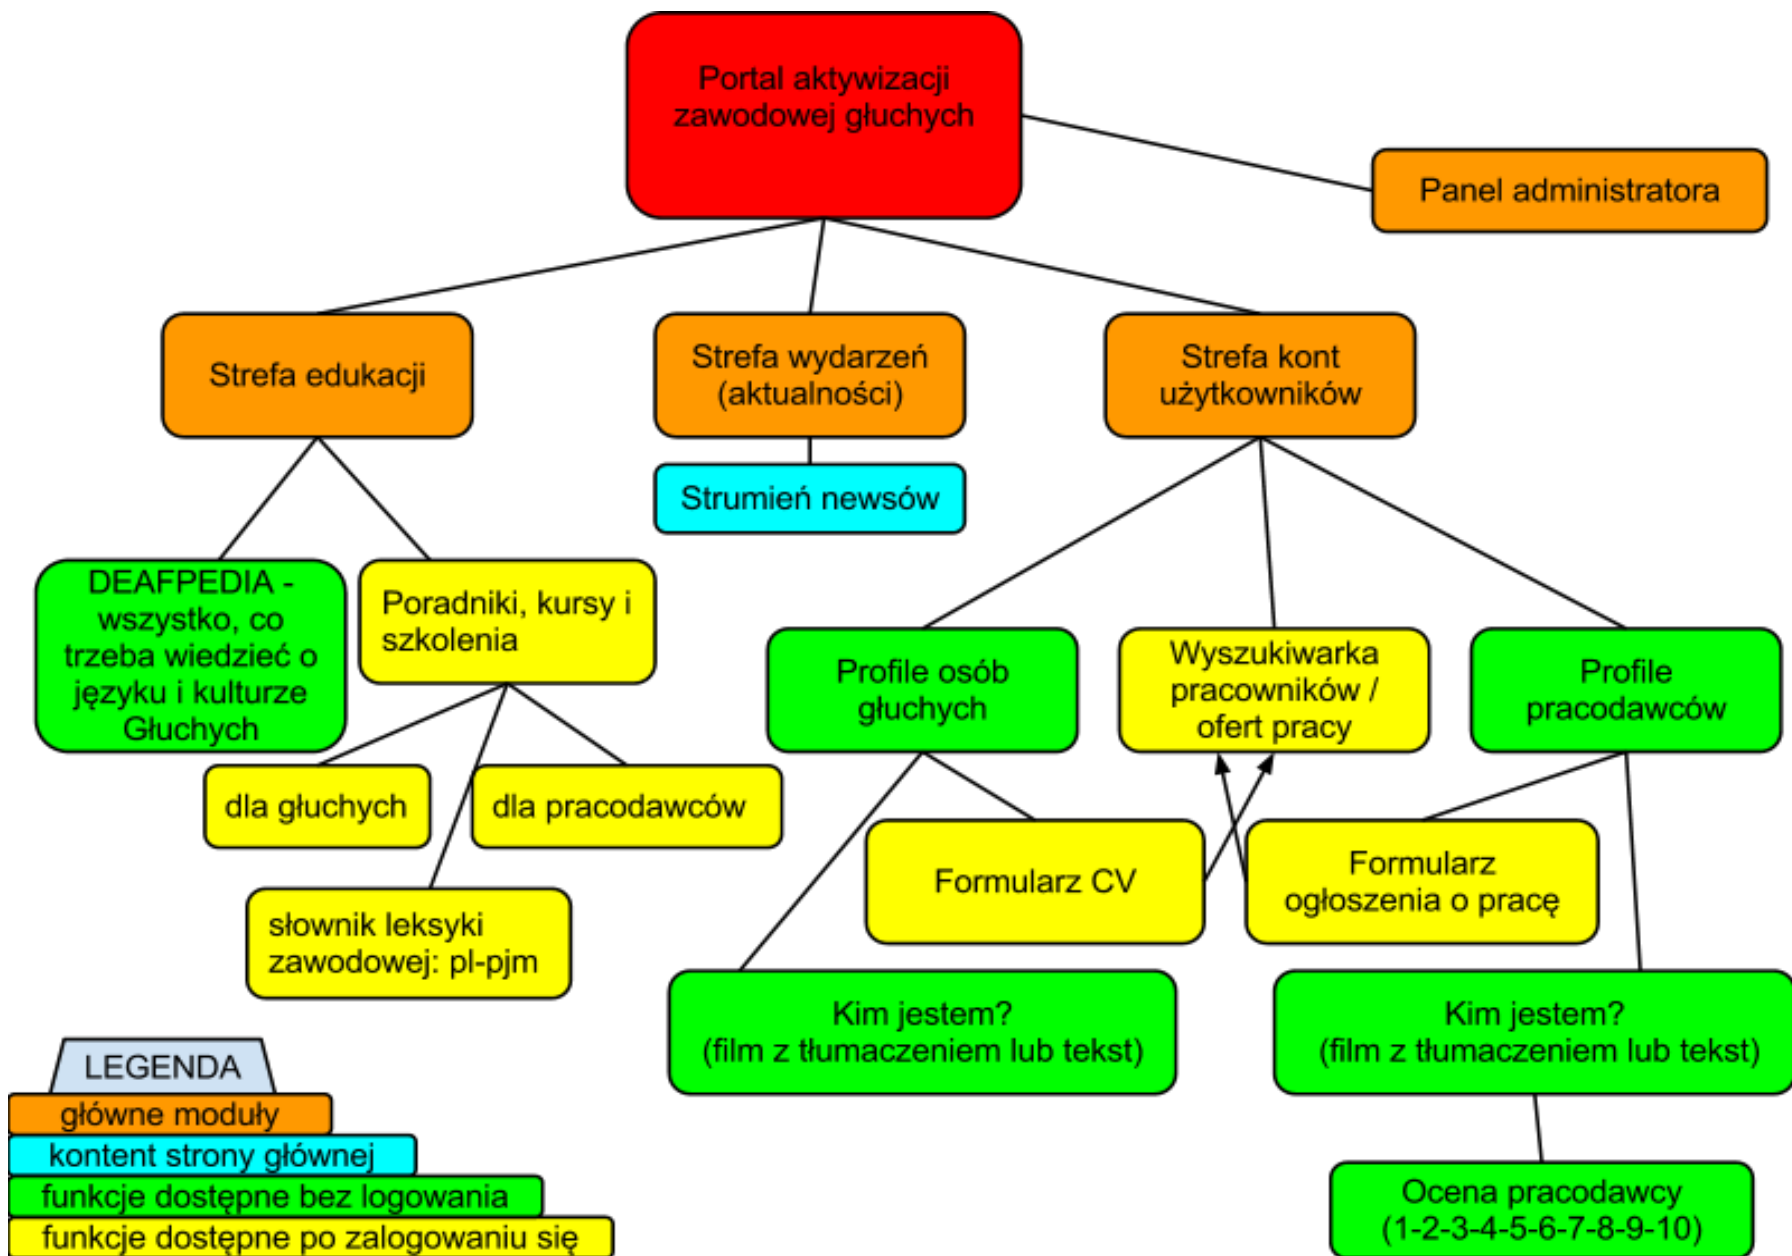 Portal aktywizacji
zawodowej głuchych
Panel administratora
Strefa edukacji
Strefa wydarzeń
(aktualności)
Strefa kont
użytkowników
Strumień newsów
DEAFPEDIA -
wszystko, co
trzeba wiedzieć o
języku i kulturze
Głuchych
Poradniki, kursy i
szkolenia
Profile osób
głuchych
Wyszukiwarka
pracowników /
ofert pracy
Profile
pracodawców
dla głuchych
dla pracodawców
Formularz CV
Formularz
ogłoszenia o pracę
słownik leksyki
zawodowej: pl-pjm
Kim jestem?
(film z tłumaczeniem lub tekst)
Kim jestem?
(film z tłumaczeniem lub tekst)
Ocena pracodawcy
(1-2-3-4-5-6-7-8-9-10)
LEGENDA
główne moduły
kontent strony głównej
funkcje dostępne bez logowania
funkcje dostępne po zalogowaniu się